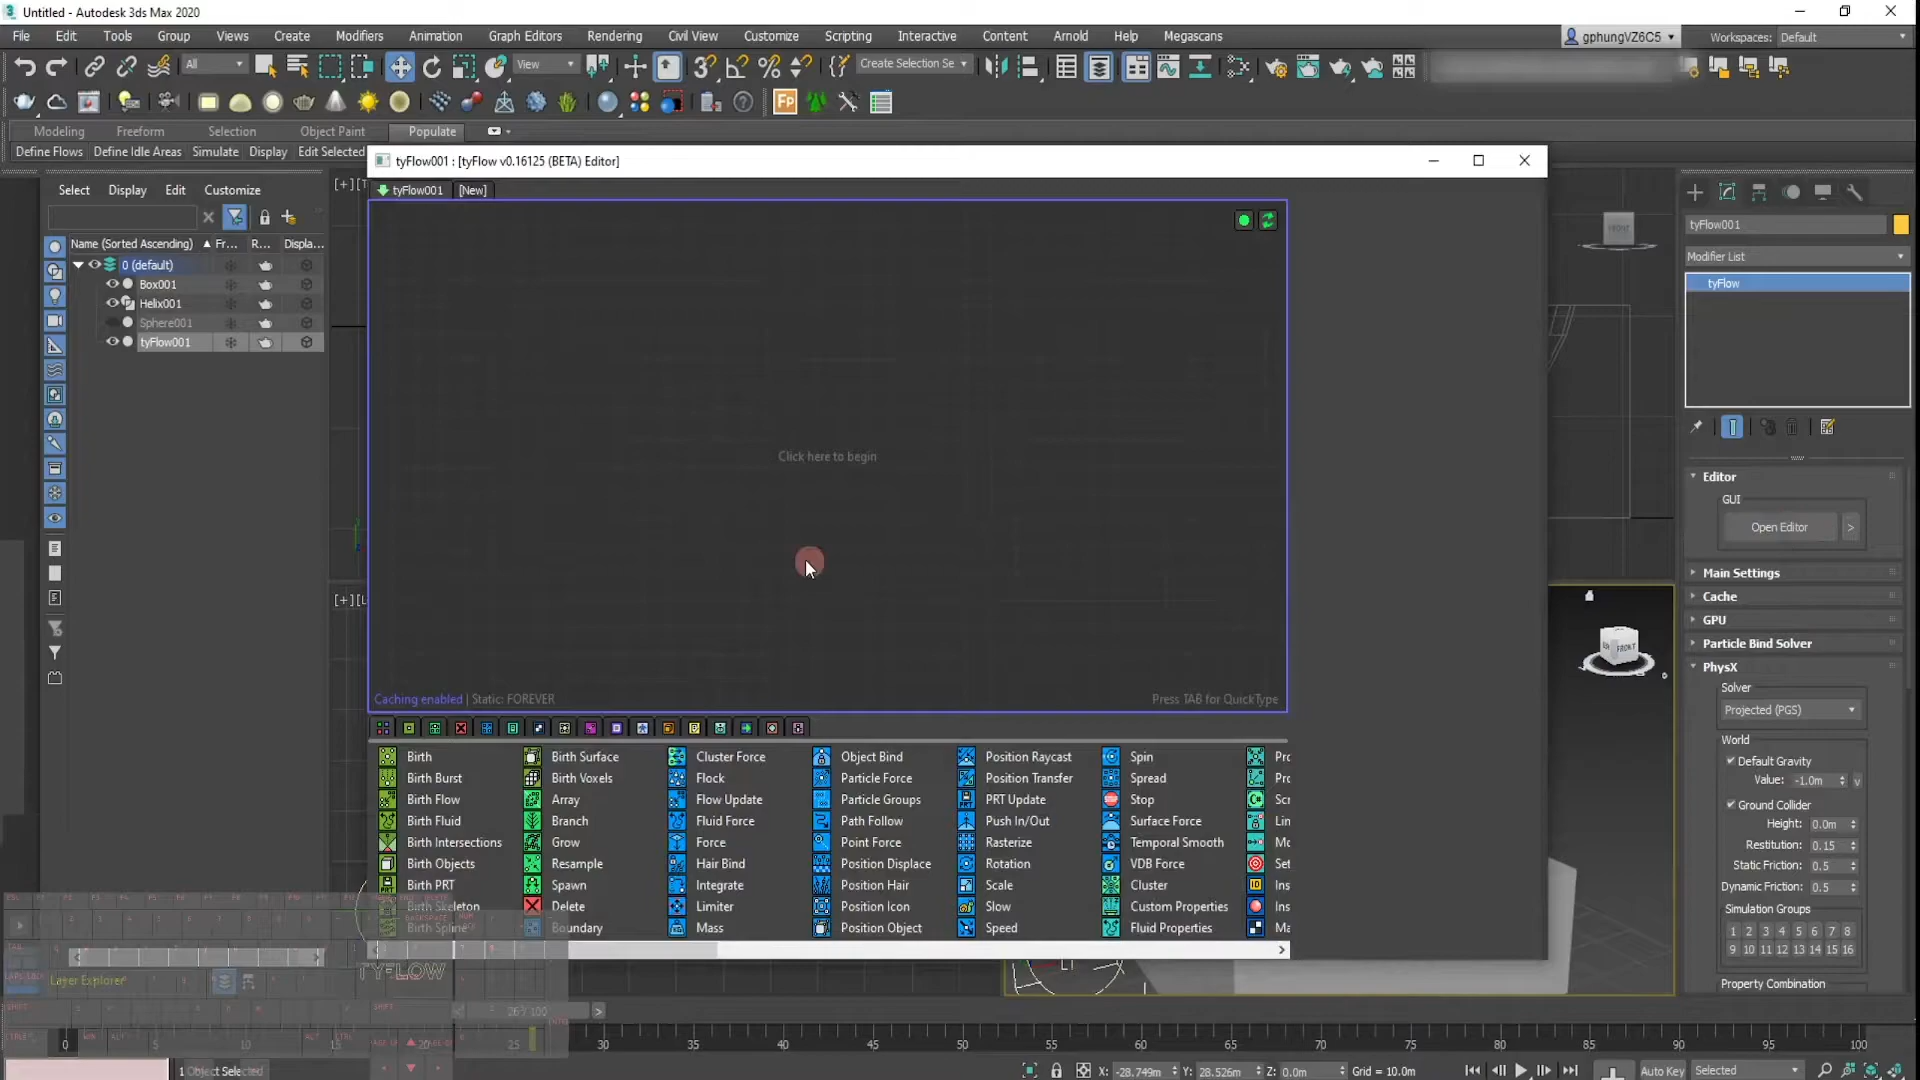 Untitled - Autodesk 3ds Max 2020
File Edit Tools Group Views Create Modifiers Animation Graph Editors Rendering Civil View Customize Scripting Interactive Content Arnold Help Megascans
gphungVZ6C5 Workspaces: Default
All View Create Selection Se
Modeling Freeform Selection Object Paint Populate
Define Flows Define Idle Areas Simulate Display Edit Selected
tyFlow001 : [tyFlow v0.16125 (BETA) Editor]
tyFlow001 [New]
Select Display Edit Customize
Name (Sorted Ascending) Fr... R... Displa...
0 (default)
Box001
Helix001
Sphere001
tyFlow001
Click here to begin
Caching enabled | Static: FOREVER
Press TAB for QuickType
Birth Birth Surface Cluster Force Object Bind Position Raycast Spin Pro
Birth Burst Birth Voxels Flock Particle Force Position Transfer Spread Pro
Birth Flow Array Flow Update Particle Groups PRT Update Stop Scr
Birth Fluid Branch Fluid Force Path Follow Push In/Out Surface Force Lin
Birth Intersections Grow Force Point Force Rasterize Temporal Smooth Mo
Birth Objects Resample Hair Bind Position Displace Rotation VDB Force Set
Birth PRT Spawn Integrate Position Hair Scale Cluster Ins
Birth Skeleton Delete Limiter Position Icon Slow Custom Properties Ins
Birth Spline Boundary Mass Position Object Speed Fluid Properties Ma
tyFlow001
Modifier List
tyFlow
Editor
GUI
Open Editor >
Main Settings
Cache
GPU
Particle Bind Solver
PhysX
Solver
Projected (PGS)
World
Default Gravity
Value: -1.0m v
Ground Collider
Height: 0.0m
Restitution: 0.15
Static Friction: 0.5
Dynamic Friction: 0.5
Simulation Groups
1 2 3 4 5 6 7 8
9 10 11 12 13 14 15 16
Property Combination
FRONT
FRONT
TYFLOW
Layer Explorer
26 / 100
0 5 10 15 20 25 30 35 40 45 50 55 60 65 70 75 80 85 90 95 100
1 Object Selected
X: -28.749m Y: 28.526m Z: 0.0m Grid = 10.0m
Auto Key Selected